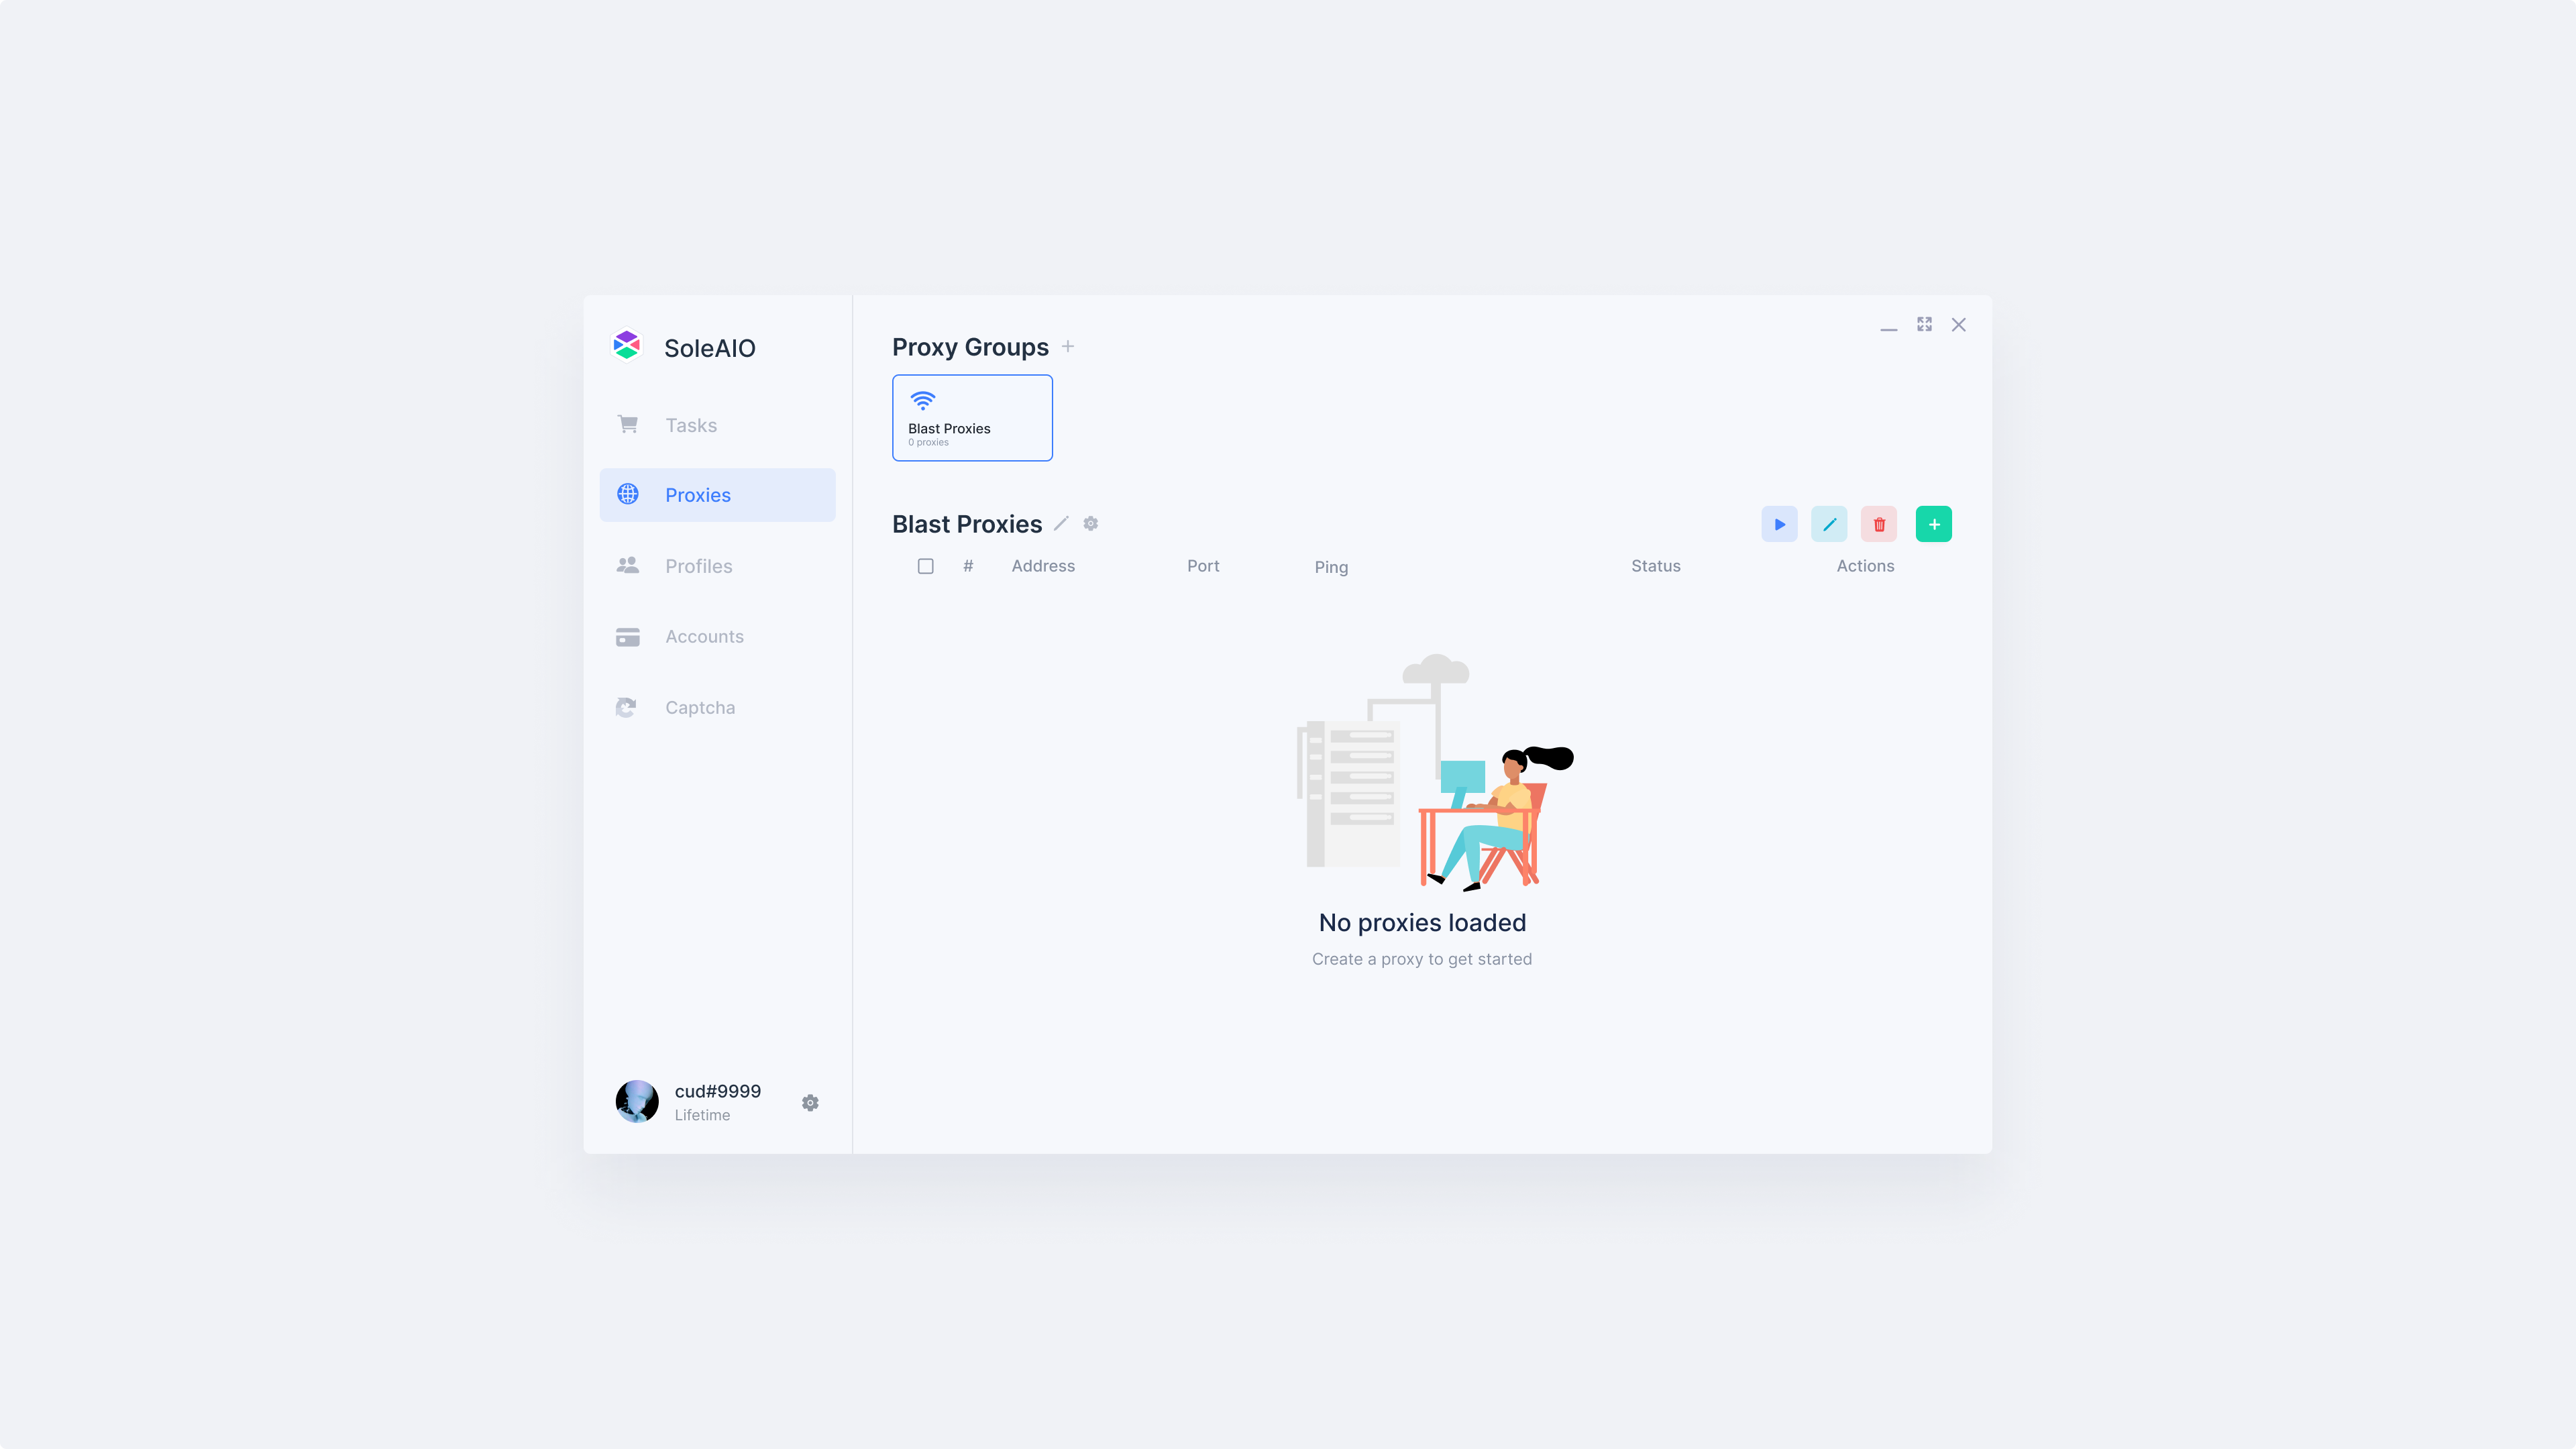 SoleAIO
Tasks
Proxies
Profiles
Accounts
Captcha
cud#9999
Lifetime
Proxy Groups
Blast Proxies
0 proxies
Blast Proxies
# Address Port Ping Status Actions
No proxies loaded
Create a proxy to get started